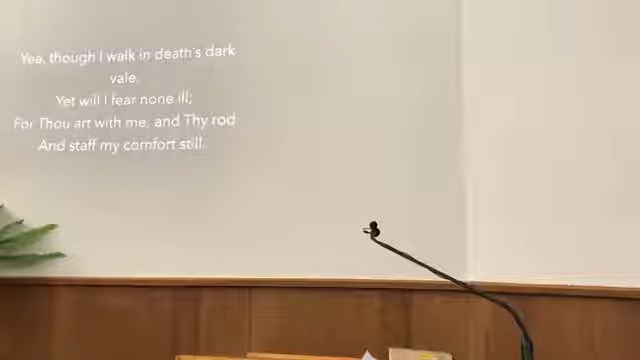 Yea, though I walk in death's dark
vale,
Yet will I fear none ill;
For Thou art with me, and Thy rod
And staff my comfort still.